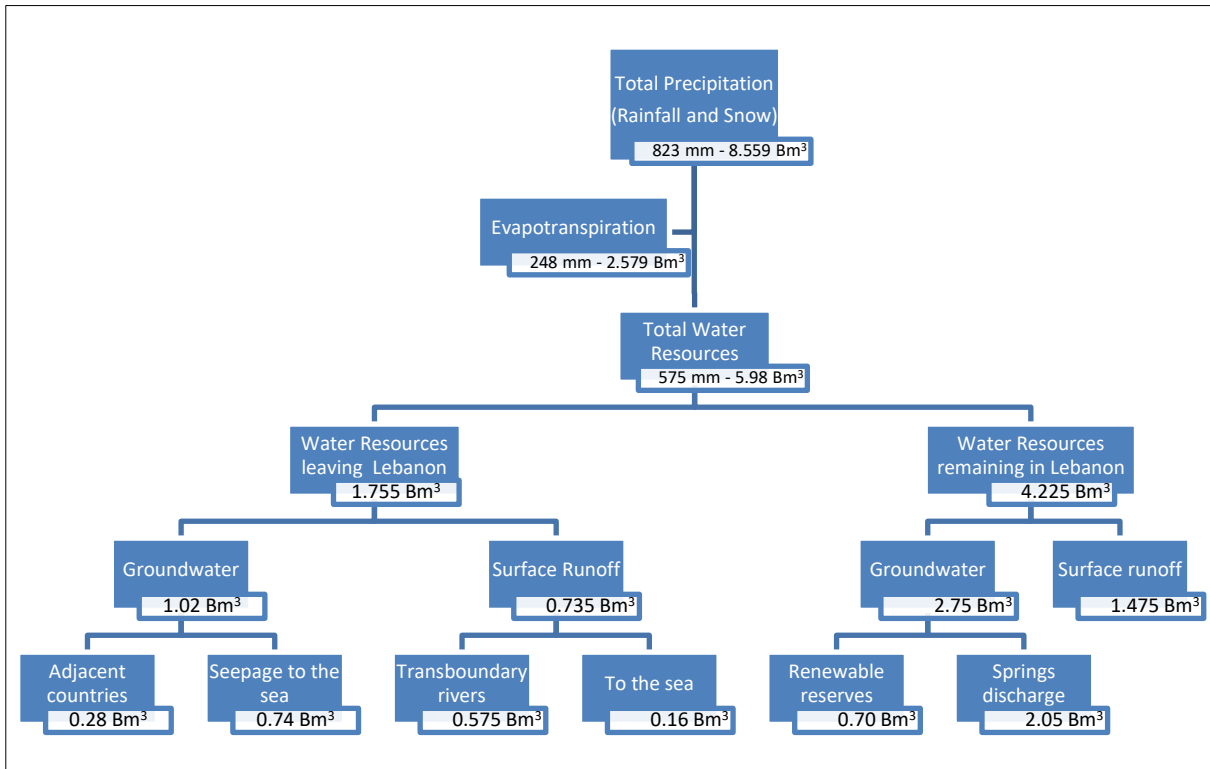 Total Precipitation
(Rainfall and Snow)
823 mm - 8.559 Bm³
Evapotranspiration
248 mm - 2.579 Bm³
Total Water
Resources
575 mm - 5.98 Bm³
Water Resources
leaving Lebanon
1.755 Bm³
Water Resources
remaining in Lebanon
4.225 Bm³
Groundwater
1.02 Bm³
Surface Runoff
0.735 Bm³
Groundwater
2.75 Bm³
Surface runoff
1.475 Bm³
Adjacent
countries
0.28 Bm³
Seepage to the
sea
0.74 Bm³
Transboundary
rivers
0.575 Bm³
To the sea
0.16 Bm³
Renewable
reserves
0.70 Bm³
Springs
discharge
2.05 Bm³